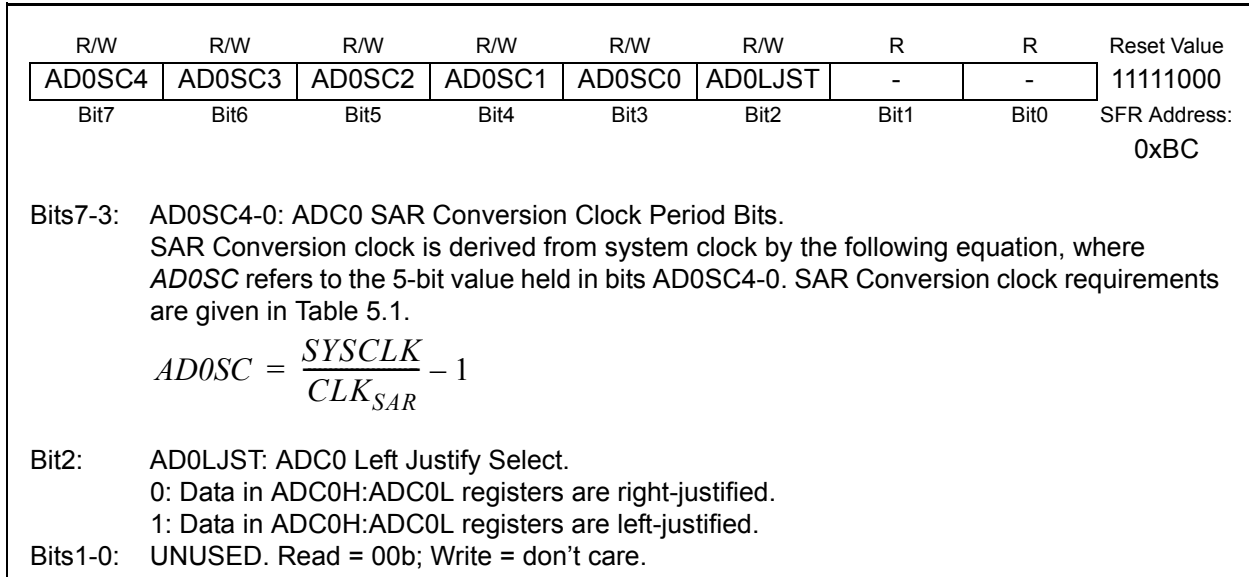 R/W R/W R/W R/W R/W R/W R R Reset Value
AD0SC4 AD0SC3 AD0SC2 AD0SC1 AD0SC0 AD0LJST - - 11111000
Bit7 Bit6 Bit5 Bit4 Bit3 Bit2 Bit1 Bit0 SFR Address:
0xBC
Bits7-3: AD0SC4-0: ADC0 SAR Conversion Clock Period Bits.
SAR Conversion clock is derived from system clock by the following equation, where
AD0SC refers to the 5-bit value held in bits AD0SC4-0. SAR Conversion clock requirements
are given in Table 5.1.
AD0SC = SYSCLK / CLK_SAR – 1
Bit2: AD0LJST: ADC0 Left Justify Select.
0: Data in ADC0H:ADC0L registers are right-justified.
1: Data in ADC0H:ADC0L registers are left-justified.
Bits1-0: UNUSED. Read = 00b; Write = don’t care.